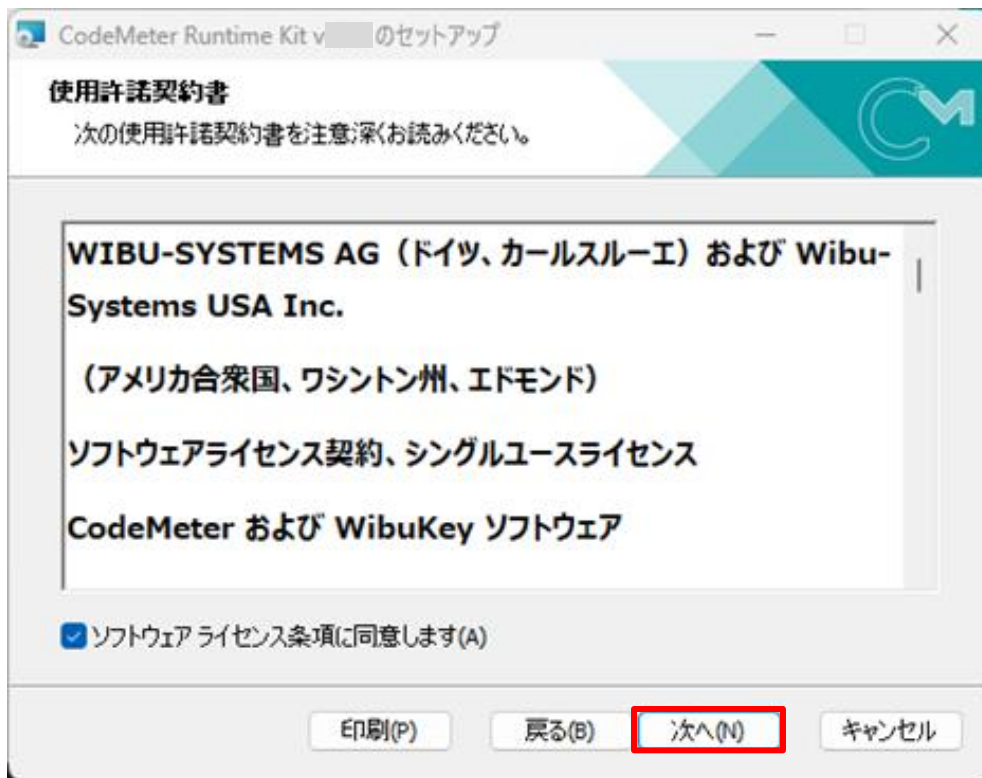 CodeMeter Runtime Kit v のセットアップ
使用許諾契約書
次の使用許諾契約書を注意深くお読みください。
WIBU-SYSTEMS AG（ドイツ、カールスルーエ）および Wibu-
Systems USA Inc.
（アメリカ合衆国、ワシントン州、エドモンド）
ソフトウェアライセンス契約、シングルユースライセンス
CodeMeter および WibuKey ソフトウェア
ソフトウェア ライセンス条項に同意します(A)
印刷(P) 戻る(B) 次へ(N) キャンセル